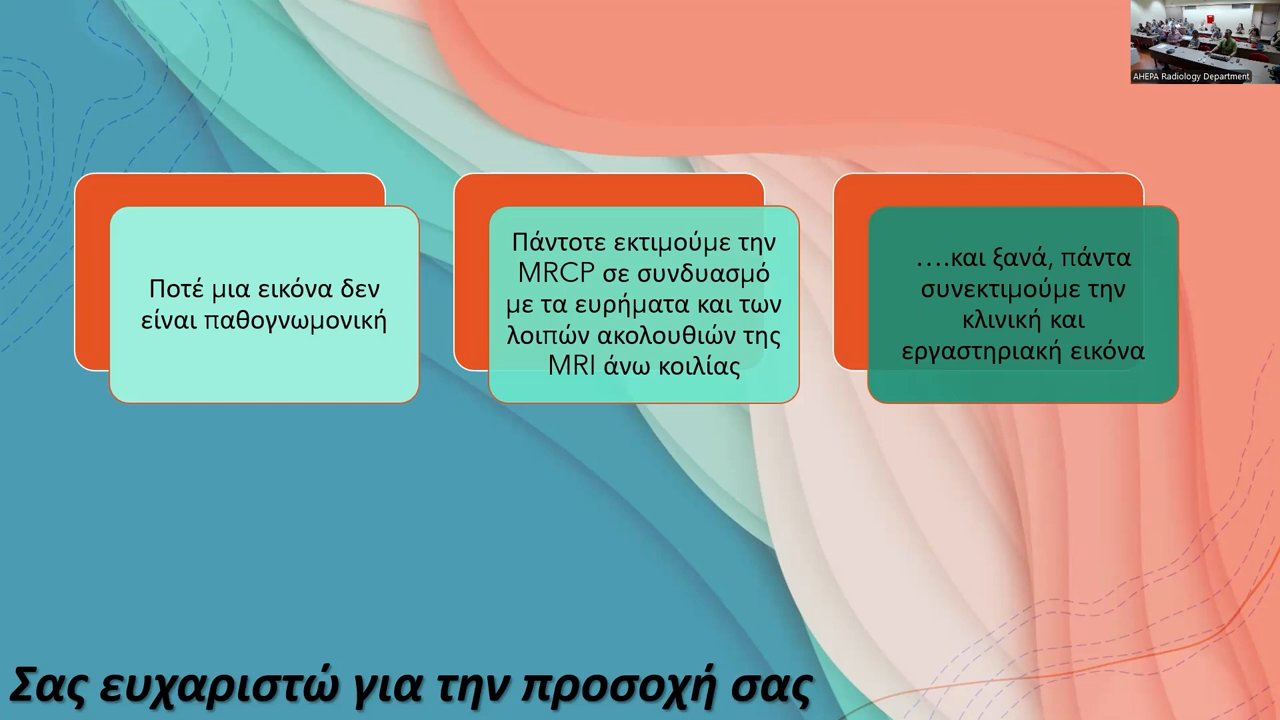 AHEPA Radiology Department
Ποτέ μια εικόνα δεν
είναι παθογνωμονική
Πάντοτε εκτιμούμε την
MRCP σε συνδυασμό
με τα ευρήματα και των
λοιπών ακολουθιών της
MRI άνω κοιλίας
....και ξανά, πάντα
συνεκτιμούμε την
κλινική και
εργαστηριακή εικόνα
Σας ευχαριστώ για την προσοχή σας